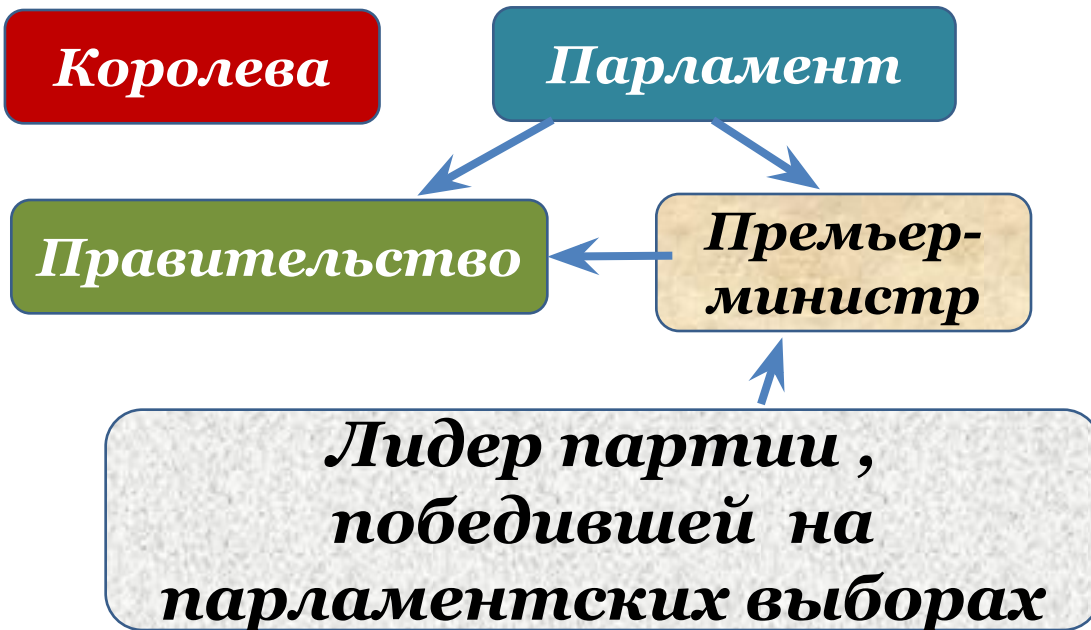 Королева
Парламент
Правительство
Премьер-
министр
Лидер партии ,
победившей на
парламентских выборах